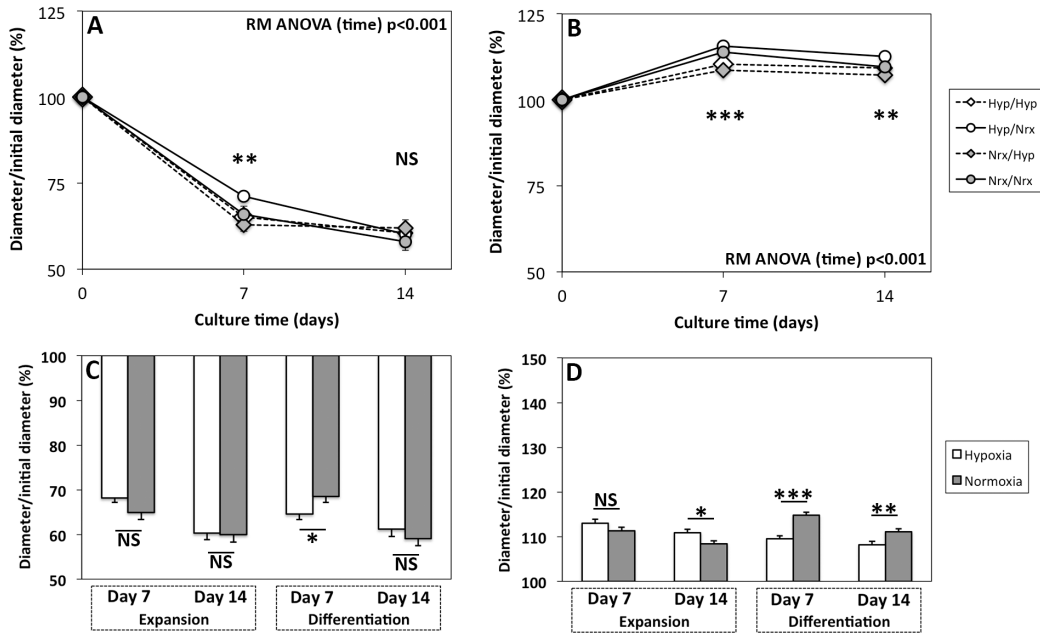 A
RM ANOVA (time) p<0.001
Diameter/initial diameter (%)
100
75
50
**
NS
0
7
14
Culture time (days)
B
Diameter/initial diameter (%)
125
100
75
50
***
**
RM ANOVA (time) p<0.001
0
7
14
Culture time (days)
Hyp/Hyp
Hyp/Nrx
Nrx/Hyp
Nrx/Nrx
C
Diameter/initial diameter (%)
100
90
80
70
60
50
NS
NS
*
NS
Day 7 Day 14 Day 7 Day 14
Expansion Differentiation
D
Diameter/initial diameter (%)
150
140
130
120
110
100
NS
*
***
**
Day 7 Day 14 Day 7 Day 14
Expansion Differentiation
Hypoxia
Normoxia